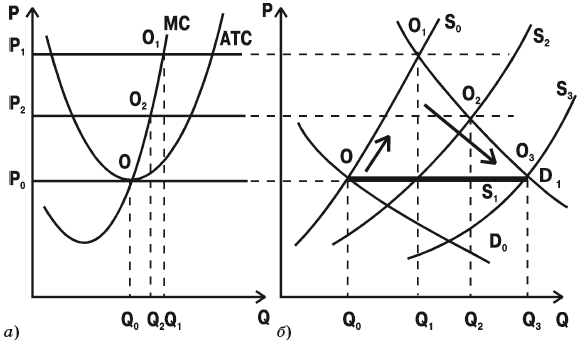 P MC O₁ ATC
P₁
O₂
P₂
O
P₀
Q₀ Q₂ Q₁ Q
а)
P O₁ S₀ S₂
O₂ S₃
O O₃
S₁ D₁
D₀
Q₀ Q₁ Q₂ Q₃ Q
б)